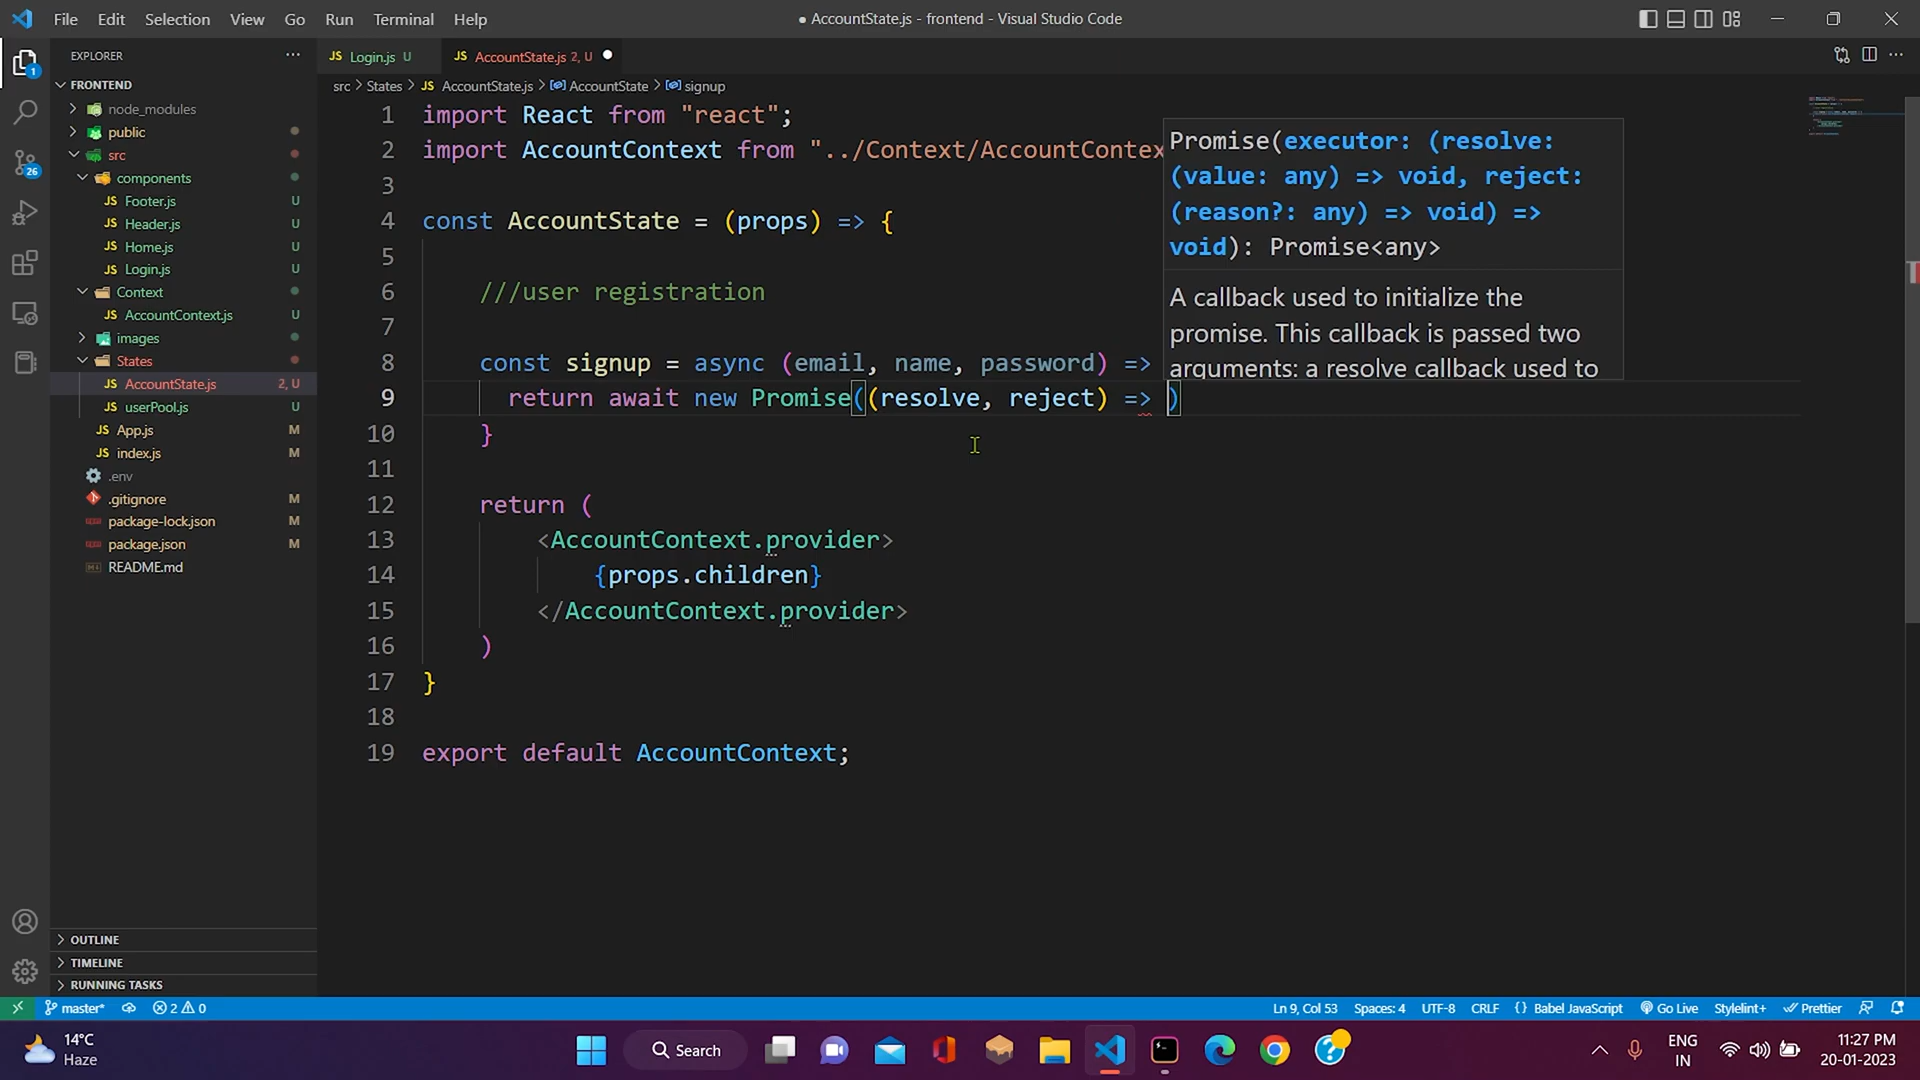 File Edit Selection View Go Run Terminal Help
● AccountState.js - frontend - Visual Studio Code
EXPLORER
FRONTEND
node_modules
public
src
components
Footer.js U
Header.js U
Home.js U
Login.js U
Context
AccountContext.js U
images
States
AccountState.js 2, U
userPool.js U
App.js M
index.js M
.env
.gitignore M
package-lock.json M
package.json M
README.md
OUTLINE
TIMELINE
RUNNING TASKS
1
26
JS Login.js U
JS AccountState.js 2, U ●
src > States > JS AccountState.js > AccountState > signup
1 import React from "react";
2 import AccountContext from "../Context/AccountContex
3
4 const AccountState = (props) => {
5
6 ///user registration
7
8 const signup = async (email, name, password) =>
9 return await new Promise((resolve, reject) => )
10 }
11
12 return (
13 <AccountContext.provider>
14 {props.children}
15 </AccountContext.provider>
16 )
17 }
18
19 export default AccountContext;
Promise(executor: (resolve:
(value: any) => void, reject:
(reason?: any) => void) =>
void): Promise<any>
A callback used to initialize the
promise. This callback is passed two
arguments: a resolve callback used to
master* 2 0
Ln 9, Col 53 Spaces: 4 UTF-8 CRLF {} Babel JavaScript Go Live Stylelint+ Prettier
14°C
Haze
Search
ENG
IN
11:27 PM
20-01-2023